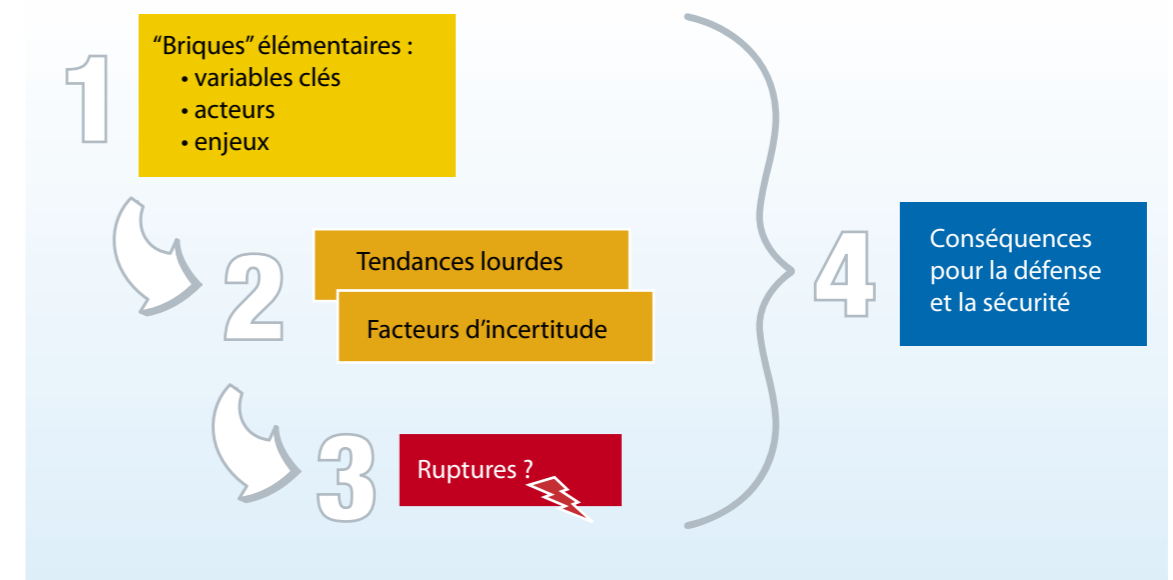 1
“Briques” élémentaires :
• variables clés
• acteurs
• enjeux
2
Tendances lourdes
Facteurs d’incertitude
3
Ruptures ?
4
Conséquences
pour la défense
et la sécurité